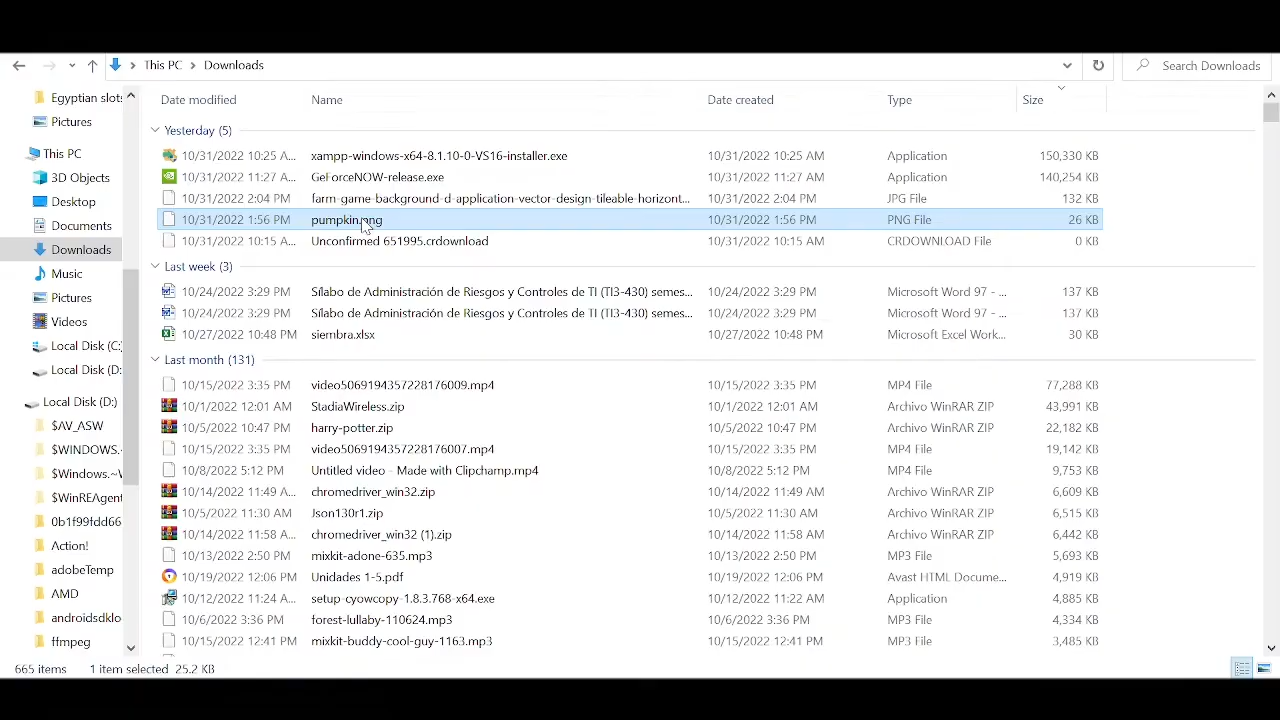 This PC > Downloads
Search Downloads
Egyptian slots
Pictures
This PC
3D Objects
Desktop
Documents
Downloads
Music
Pictures
Videos
Local Disk (C:
Local Disk (D:
Local Disk (D:)
$AV_ASW
$WINDOWS.~
$Windows.~W
$WinREAgent
0b1f99fdd66
Action!
adobeTemp
AMD
androidsdklo
ffmpeg
Date modified Name Date created Type Size
Yesterday (5)
10/31/2022 10:25 A... xampp-windows-x64-8.1.10-0-VS16-installer.exe 10/31/2022 10:25 AM Application 150,330 KB
10/31/2022 11:27 A... GeForceNOW-release.exe 10/31/2022 11:27 AM Application 140,254 KB
10/31/2022 2:04 PM farm-game-background_d-application-vector-design-tileable-horizont... 10/31/2022 2:04 PM JPG File 132 KB
10/31/2022 1:56 PM pumpkin.png 10/31/2022 1:56 PM PNG File 26 KB
10/31/2022 10:15 A... Unconfirmed 651995.crdownload 10/31/2022 10:15 AM CRDOWNLOAD File 0 KB
Last week (3)
10/24/2022 3:29 PM Sílabo de Administración de Riesgos y Controles de TI (TI3-430) semes... 10/24/2022 3:29 PM Microsoft Word 97 - ... 137 KB
10/24/2022 3:29 PM Sílabo de Administración de Riesgos y Controles de TI (TI3-430) semes... 10/24/2022 3:29 PM Microsoft Word 97 - ... 137 KB
10/27/2022 10:48 PM siembra.xlsx 10/27/2022 10:48 PM Microsoft Excel Work... 30 KB
Last month (131)
10/15/2022 3:35 PM video5069194357228176009.mp4 10/15/2022 3:35 PM MP4 File 77,288 KB
10/1/2022 12:01 AM StadiaWireless.zip 10/1/2022 12:01 AM Archivo WinRAR ZIP 43,991 KB
10/5/2022 10:47 PM harry-potter.zip 10/5/2022 10:47 PM Archivo WinRAR ZIP 22,182 KB
10/15/2022 3:35 PM video5069194357228176007.mp4 10/15/2022 3:35 PM MP4 File 19,142 KB
10/8/2022 5:12 PM Untitled video - Made with Clipchamp.mp4 10/8/2022 5:12 PM MP4 File 9,753 KB
10/14/2022 11:49 A... chromedriver_win32.zip 10/14/2022 11:49 AM Archivo WinRAR ZIP 6,609 KB
10/5/2022 11:30 AM Json130r1.zip 10/5/2022 11:30 AM Archivo WinRAR ZIP 6,515 KB
10/14/2022 11:58 A... chromedriver_win32 (1).zip 10/14/2022 11:58 AM Archivo WinRAR ZIP 6,442 KB
10/13/2022 2:50 PM mixkit-adone-635.mp3 10/13/2022 2:50 PM MP3 File 5,693 KB
10/19/2022 12:06 PM Unidades 1-5.pdf 10/19/2022 12:06 PM Avast HTML Docume... 4,919 KB
10/12/2022 11:24 A... setup-cyowcopy-1.8.3.768-x64.exe 10/12/2022 11:22 AM Application 4,885 KB
10/6/2022 3:36 PM forest-lullaby-110624.mp3 10/6/2022 3:36 PM MP3 File 4,334 KB
10/15/2022 12:41 PM mixkit-buddy-cool-guy-1163.mp3 10/15/2022 12:41 PM MP3 File 3,485 KB
665 items 1 item selected 25.2 KB